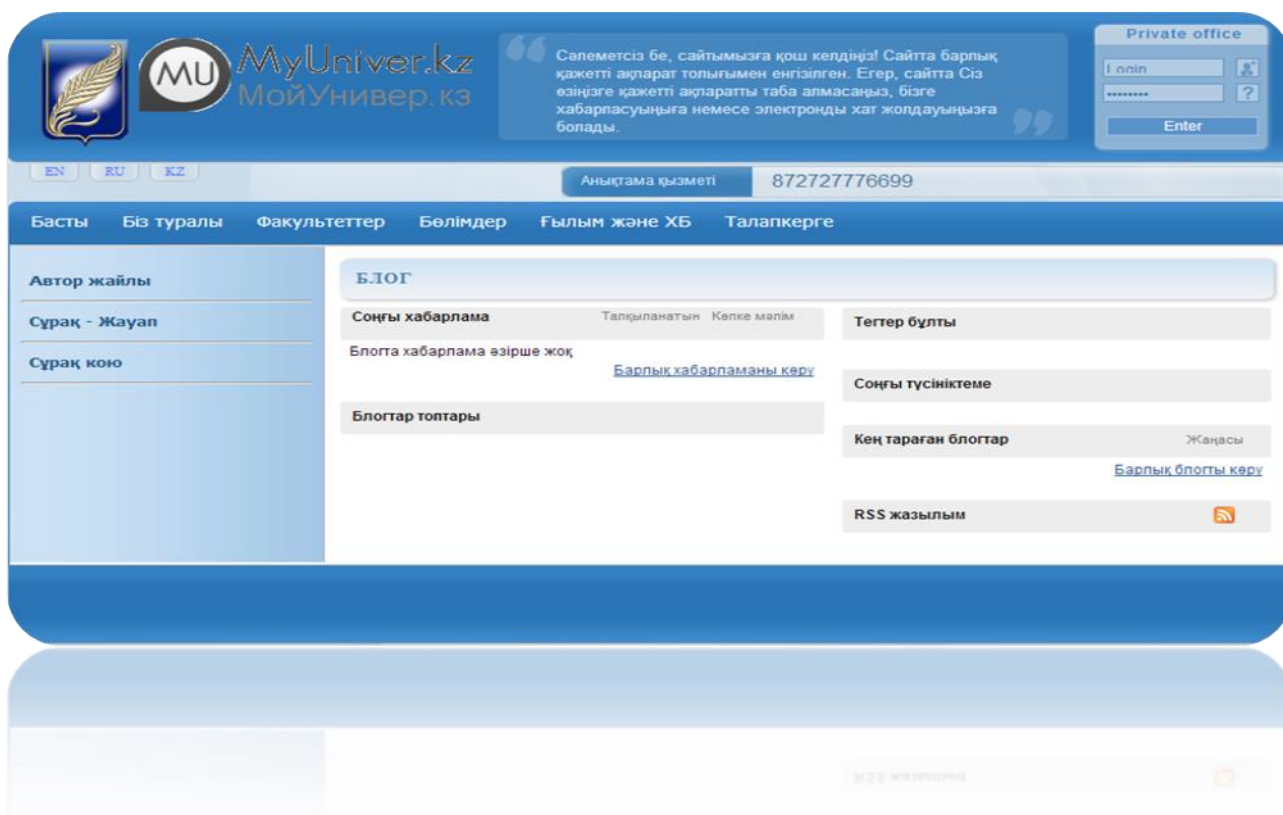 MyUniver.kz
МойУнивер.кз
Сәлеметсіз бе, сайтымызға қош келдіңіз! Сайтта барлық
қажетті ақпарат толығымен енгізілген. Егер, сайтта Сіз
өзіңізге қажетті ақпаратты таба алмасаңыз, бізге
хабарласуыңыға немесе электронды хат жолдауыңызға
болады.
Private office
Login
Enter
MU
EN RU KZ
Анықтама қызметі 872727776699
Басты Біз туралы Факультеттер Бөлімдер Ғылым және ХБ Талапкерге
Автор жайлы
Сұрақ - Жауап
Сұрақ кою
БЛОГ
Соңғы хабарлама Талқыланатын Көпке мәлім
Блогта хабарлама әзірше жоқ
Барлық хабарламаны көру
Блогтар топтары
Тегтер бұлты
Соңғы түсініктеме
Кең тараған блогтар Жаңасы
Барлық блогты көру
RSS жазылым